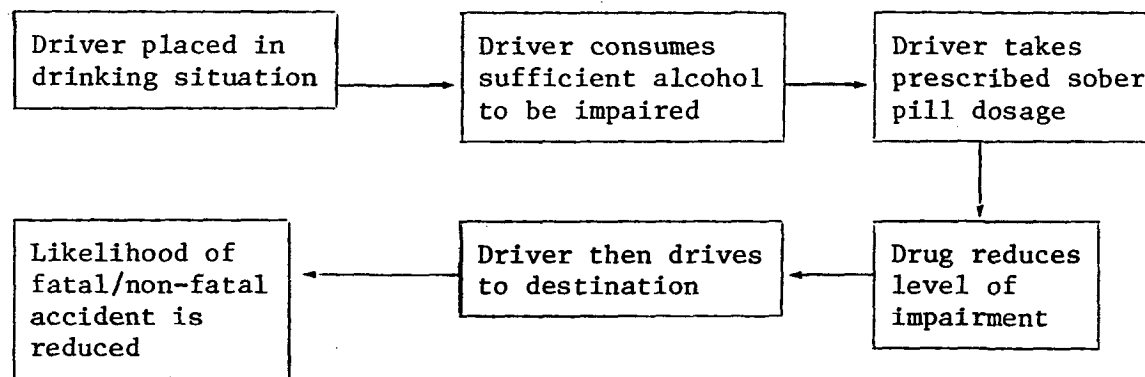 Driver placed in
drinking situation
Driver consumes
sufficient alcohol
to be impaired
Driver takes
prescribed sober
pill dosage
Drug reduces
level of
impairment
Driver then drives
to destination
Likelihood of
fatal/non-fatal
accident is
reduced